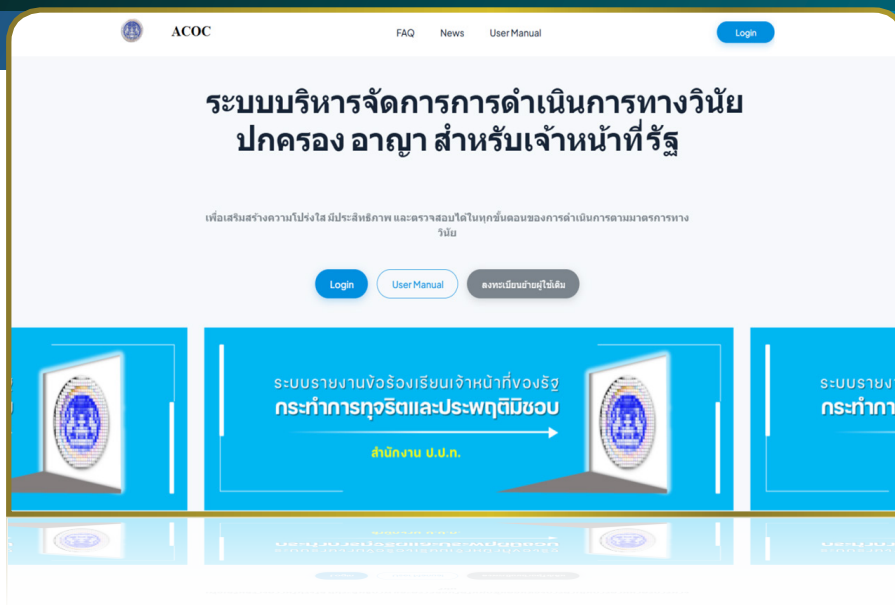 ACOC
FAQ News User Manual
Login
ระบบบริหารจัดการการดำเนินการทางวินัย
ปกครอง อาญา สำหรับเจ้าหน้าที่รัฐ
เพื่อเสริมสร้างความโปร่งใส มีประสิทธิภาพ และตรวจสอบได้ในทุกขั้นตอนของการดำเนินการตามมาตรการทาง
วินัย
Login
User Manual
ลงทะเบียนย้ายผู้ใช้เดิม
ระบบรายงานข้อร้องเรียนเจ้าหน้าที่ของรัฐ
กระทำการทุจริตและประพฤติมิชอบ
สำนักงาน ป.ป.ท.
ระบบรายง
กระทำกา